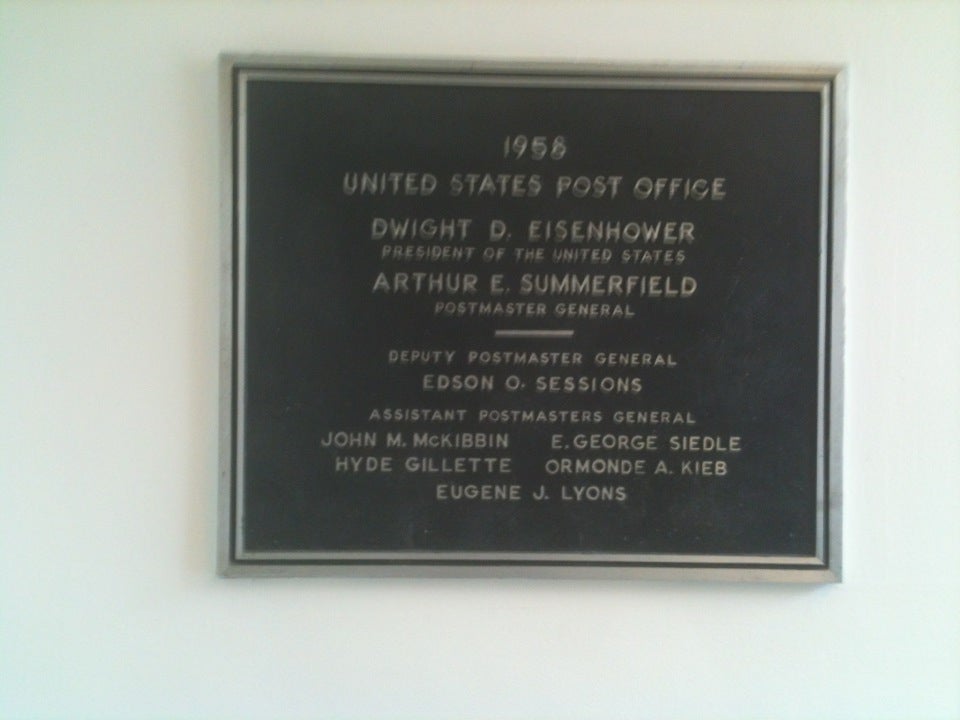 1958
UNITED STATES POST OFFICE
DWIGHT D. EISENHOWER
PRESIDENT OF THE UNITED STATES
ARTHUR E. SUMMERFIELD
POSTMASTER GENERAL
DEPUTY POSTMASTER GENERAL
EDSON O. SESSIONS
ASSISTANT POSTMASTERS GENERAL
JOHN M. McKIBBIN E. GEORGE SIEDLE
HYDE GILLETTE ORMONDE A. KIEB
EUGENE J. LYONS